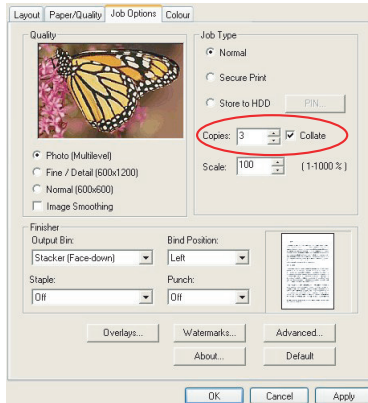 Layout Paper/Quality Job Options Colour
Quality
Job Type
Normal
Secure Print
Store to HDD PIN...
Copies: 3 Collate
Scale: 100 (1-1000 %)
Photo (Multilevel)
Fine / Detail (600x1200)
Normal (600x600)
Image Smoothing
Finisher
Output Bin: Bind Position:
Stacker (Face-down) Left
Staple: Punch:
Off Off
Overlays... Watermarks... Advanced...
About... Default
OK Cancel Apply